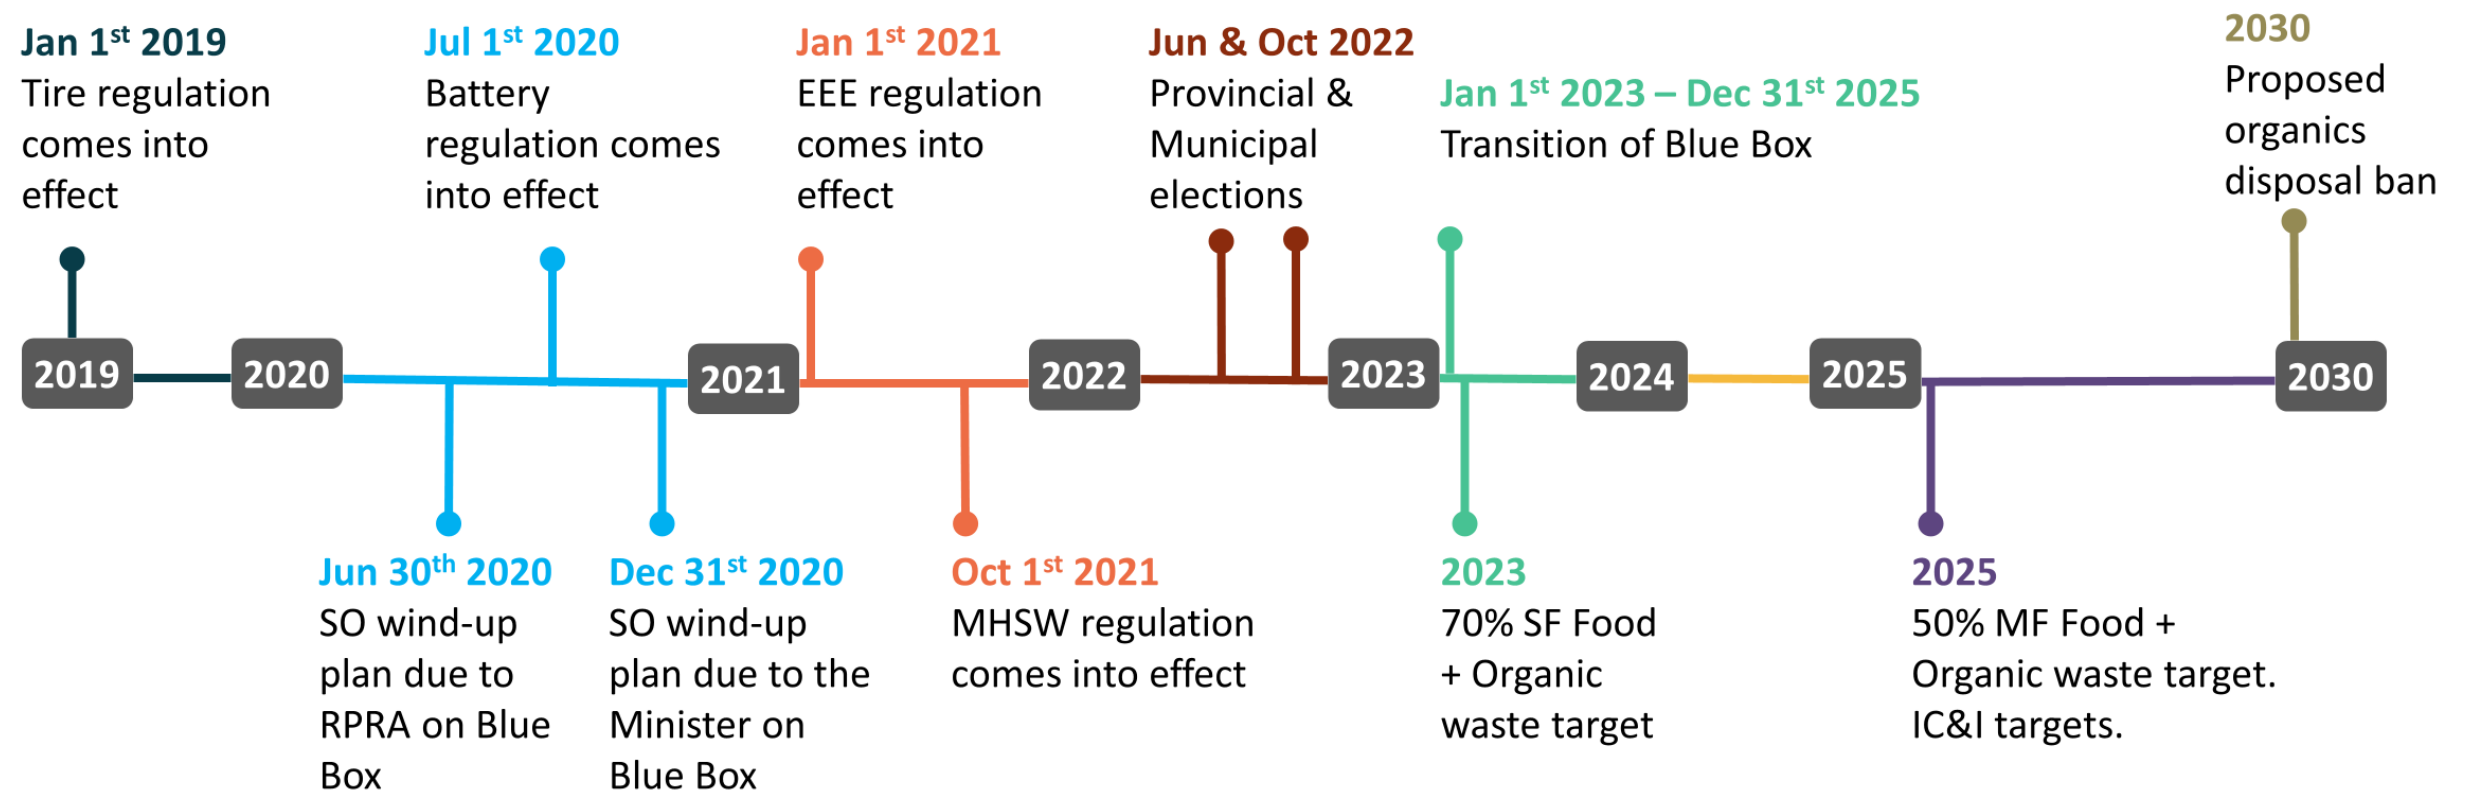 Jan 1st 2019
Tire regulation
comes into
effect
Jul 1st 2020
Battery
regulation comes
into effect
Jan 1st 2021
EEE regulation
comes into
effect
Jun & Oct 2022
Provincial &
Municipal
elections
Jan 1st 2023 – Dec 31st 2025
Transition of Blue Box
2030
Proposed
organics
disposal ban
2019
2020
2021
2022
2023
2024
2025
2030
Jun 30th 2020
SO wind-up
plan due to
RPRA on Blue
Box
Dec 31st 2020
SO wind-up
plan due to the
Minister on
Blue Box
Oct 1st 2021
MHSW regulation
comes into effect
2023
70% SF Food
+ Organic
waste target
2025
50% MF Food +
Organic waste target.
IC&I targets.